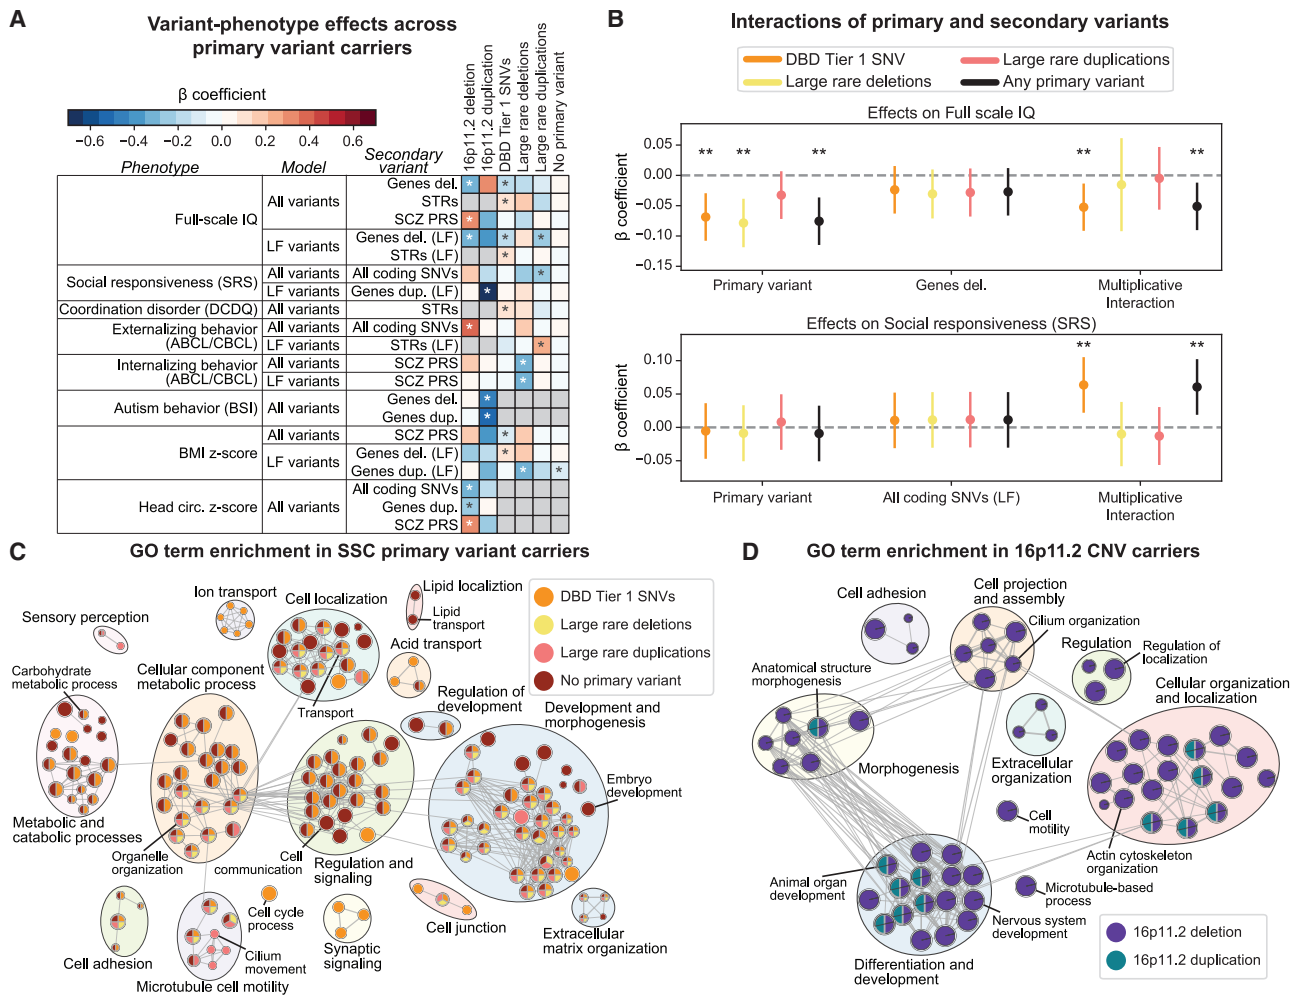 A
Variant-phenotype effects across
primary variant carriers
β coefficient
−0.6 −0.4 −0.2 0.0 0.2 0.4 0.6
16p11.2 deletion
16p11.2 duplication
DBD Tier 1 SNVs
Large rare deletions
Large rare duplications
No primary variant
Phenotype Model Secondary
variant
Full-scale IQ
All variants
Genes del.
STRs
SCZ PRS
LF variants
Genes del. (LF)
STRs (LF)
Social responsiveness (SRS)
All variants All coding SNVs
LF variants Genes dup. (LF)
Coordination disorder (DCDQ) All variants STRs
Externalizing behavior
(ABCL/CBCL)
All variants All coding SNVs
LF variants STRs (LF)
Internalizing behavior
(ABCL/CBCL)
All variants SCZ PRS
LF variants SCZ PRS
Autism behavior (BSI) All variants
Genes del.
Genes dup.
BMI z-score
All variants SCZ PRS
LF variants
Genes del. (LF)
Genes dup. (LF)
Head circ. z-score All variants
All coding SNVs
Genes dup.
SCZ PRS
B
Interactions of primary and secondary variants
DBD Tier 1 SNV
Large rare deletions
Large rare duplications
Any primary variant
Effects on Full scale IQ
β coefficient
0.05
0.00
−0.05
−0.10
−0.15
** ** ** ** **
Primary variant Genes del. Multiplicative
Interaction
Effects on Social responsiveness (SRS)
β coefficient
0.10
0.05
0.00
−0.05
** **
Primary variant All coding SNVs (LF) Multiplicative
Interaction
C
GO term enrichment in SSC primary variant carriers
DBD Tier 1 SNVs
Large rare deletions
Large rare duplications
No primary variant
Ion transport
Cell localization
Lipid localiztion
Lipid
transport
Sensory perception
Acid transport
Carbohydrate
metabolic process
Cellular component
metabolic process
Transport
Regulation of
development
Development and
morphogenesis
Embryo
development
Metabolic and
catabolic processes
Organelle
organization
Cell
communication
Regulation and
signaling
Cell adhesion
Cell cycle
process
Cilium
movement
Microtubule cell motility
Synaptic
signaling
Cell junction
Extracellular
matrix organization
D
GO term enrichment in 16p11.2 CNV carriers
Cell adhesion
Cell projection
and assembly
Cilium organization
Regulation
Regulation of
localization
Anatomical structure
morphogenesis
Cellular organization
and localization
Morphogenesis
Extracellular
organization
Cell
motility
Actin cytoskeleton
organization
Animal organ
development
Microtubule-based
process
Nervous system
development
Differentiation and
development
16p11.2 deletion
16p11.2 duplication